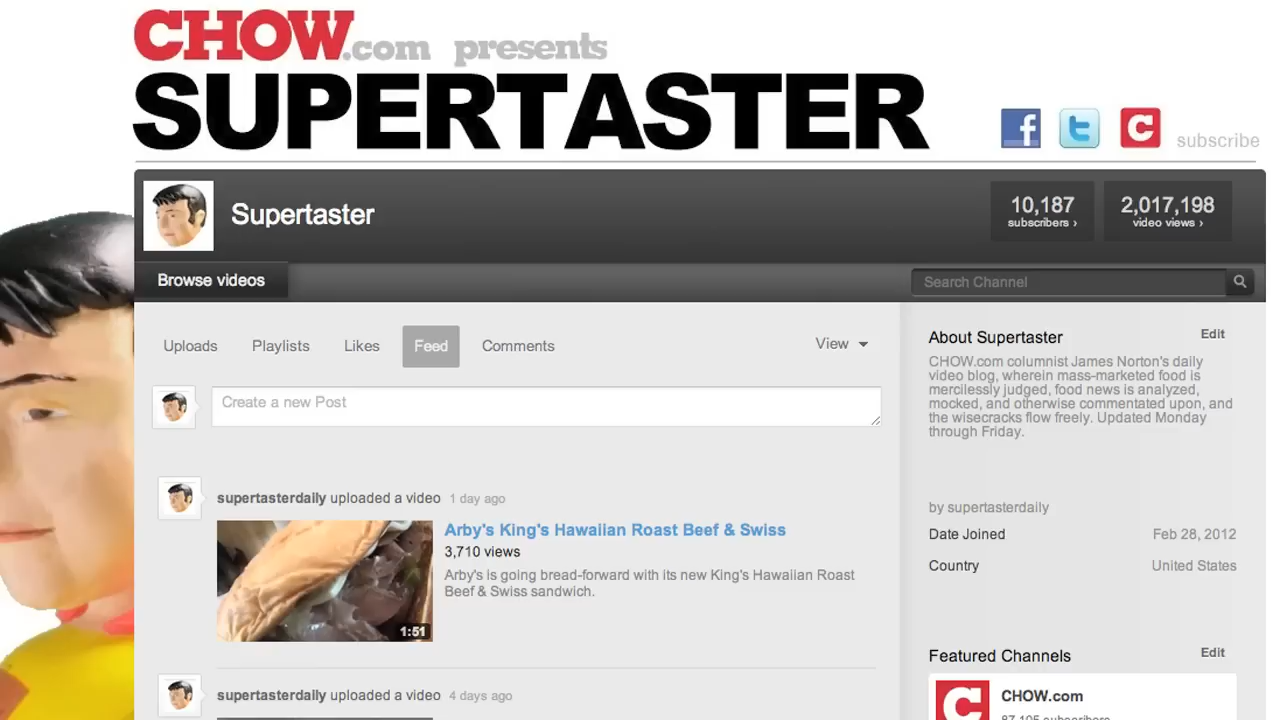 CHOW.com presents
SUPERTASTER
f t C subscribe
Supertaster
10,187
subscribers ›
2,017,198
video views ›
Browse videos
Search Channel
Uploads Playlists Likes Feed Comments View
Create a new Post
supertasterdaily uploaded a video 1 day ago
Arby's King's Hawaiian Roast Beef & Swiss
3,710 views
Arby's is going bread-forward with its new King's Hawaiian Roast
Beef & Swiss sandwich.
1:51
supertasterdaily uploaded a video 4 days ago
About Supertaster Edit
CHOW.com columnist James Norton's daily
video blog, wherein mass-marketed food is
mercilessly judged, food news is analyzed,
mocked, and otherwise commentated upon, and
the wisecracks flow freely. Updated Monday
through Friday.
by supertasterdaily
Date Joined Feb 28, 2012
Country United States
Featured Channels Edit
C CHOW.com
87,105 subscribers